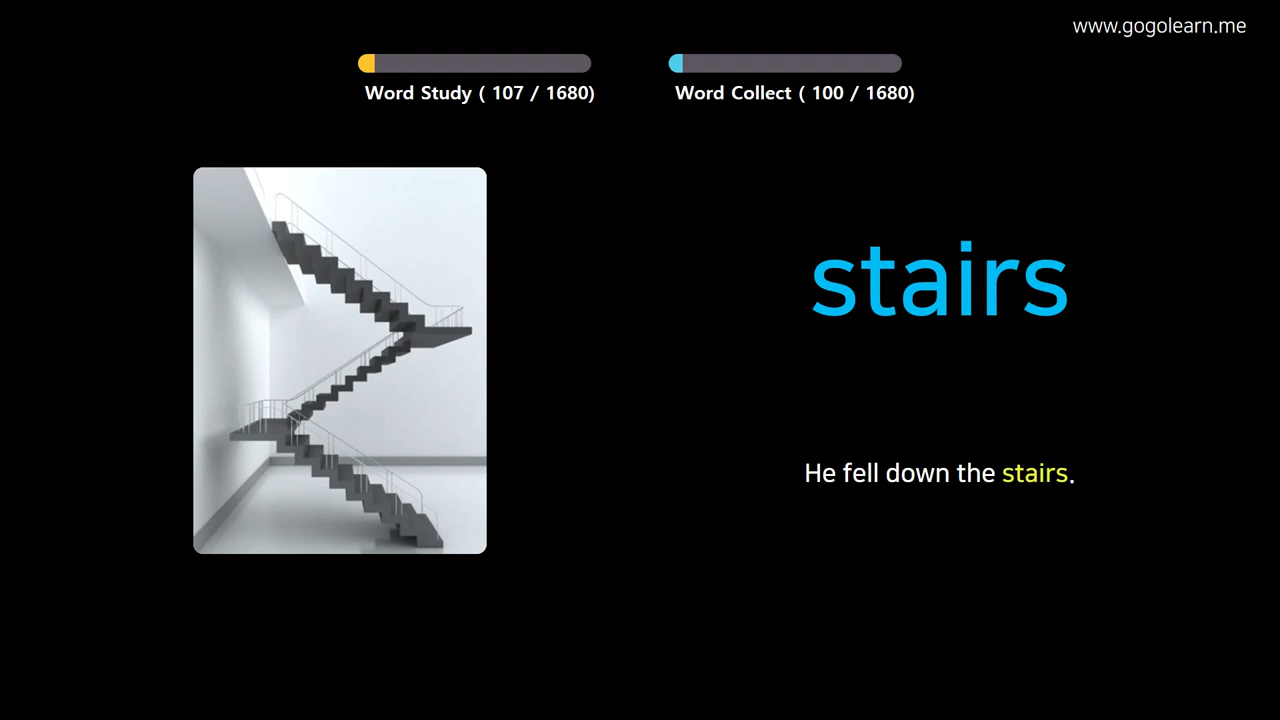 www.gogolearn.me
Word Study ( 107 / 1680)
Word Collect ( 100 / 1680)
stairs
He fell down the stairs.